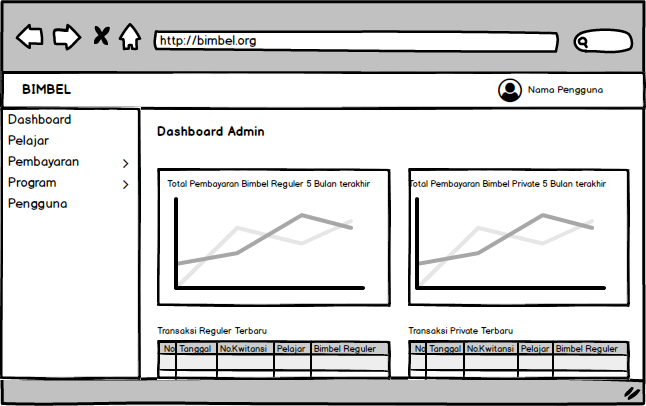 http://bimbel.org
BIMBEL
Nama Pengguna
Dashboard
Pelajar
Pembayaran
Program
Pengguna
Dashboard Admin
Total Pembayaran Bimbel Reguler 5 Bulan terakhir
Total Pembayaran Bimbel Private 5 Bulan terakhir
Transaksi Reguler Terbaru
No Tanggal No.Kwitansi Pelajar Bimbel Reguler
Transaksi Private Terbaru
No Tanggal No.Kwitansi Pelajar Bimbel Reguler